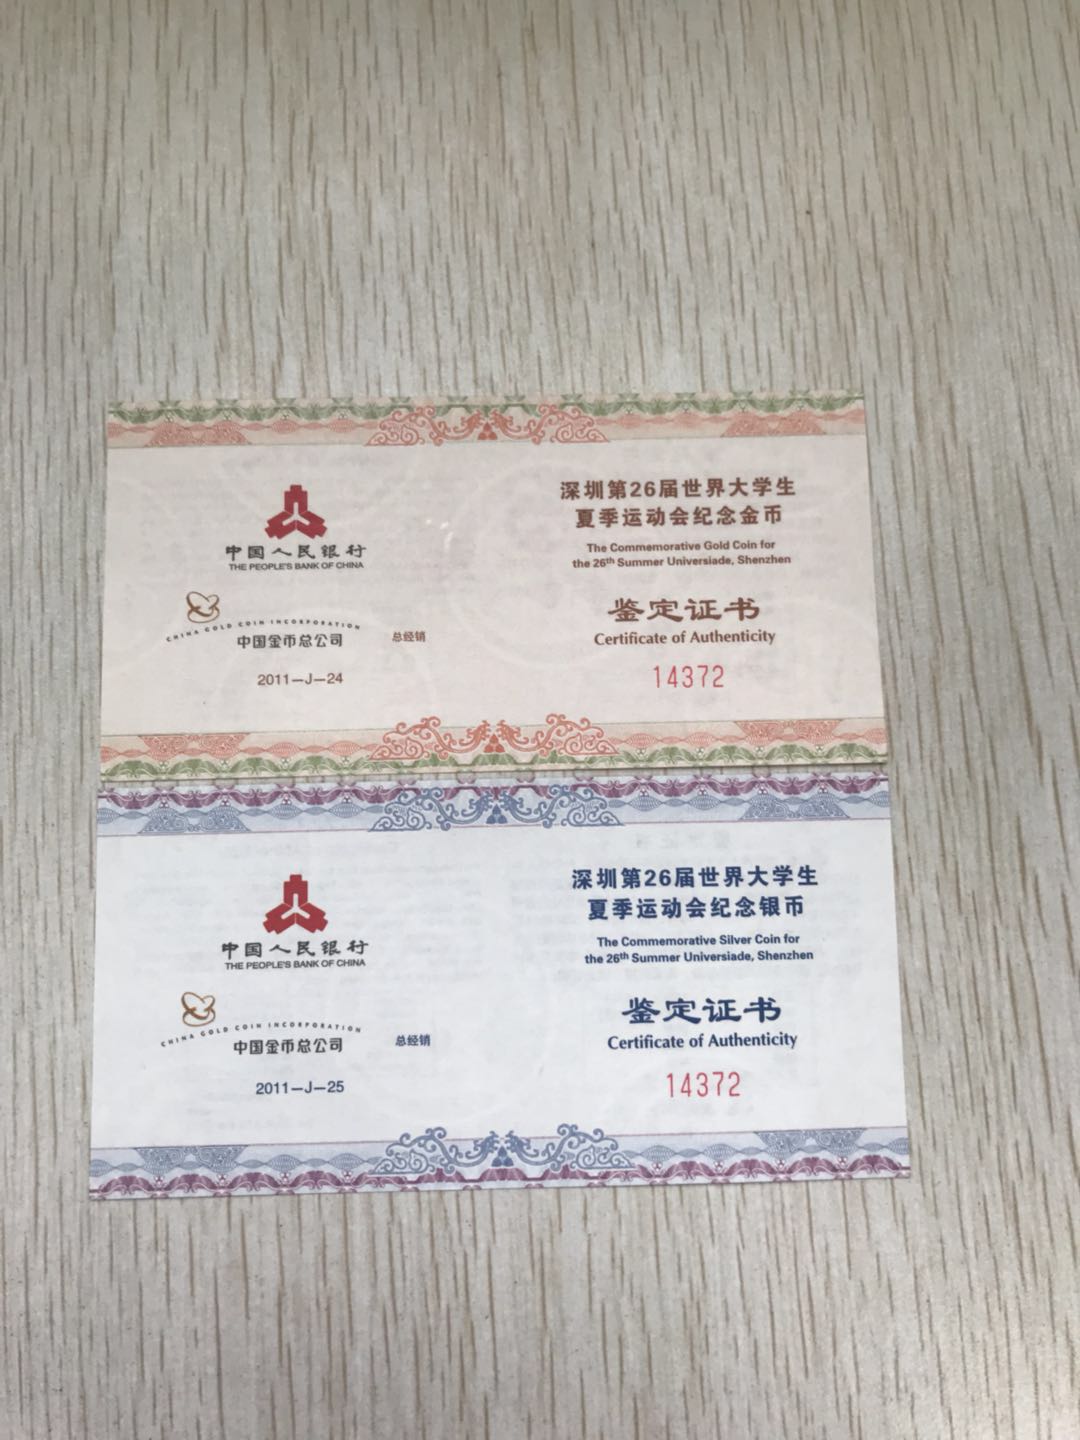 中国人民银行
THE PEOPLE'S BANK OF CHINA
CHINA GOLD COIN INCORPORATION
中国金币总公司
总经销
2011—J—24
深圳第26届世界大学生
夏季运动会纪念金币
The Commemorative Gold Coin for
the 26th Summer Universiade, Shenzhen
鉴定证书
Certificate of Authenticity
14372
中国人民银行
THE PEOPLE'S BANK OF CHINA
CHINA GOLD COIN INCORPORATION
中国金币总公司
总经销
2011—J—25
深圳第26届世界大学生
夏季运动会纪念银币
The Commemorative Silver Coin for
the 26th Summer Universiade, Shenzhen
鉴定证书
Certificate of Authenticity
14372